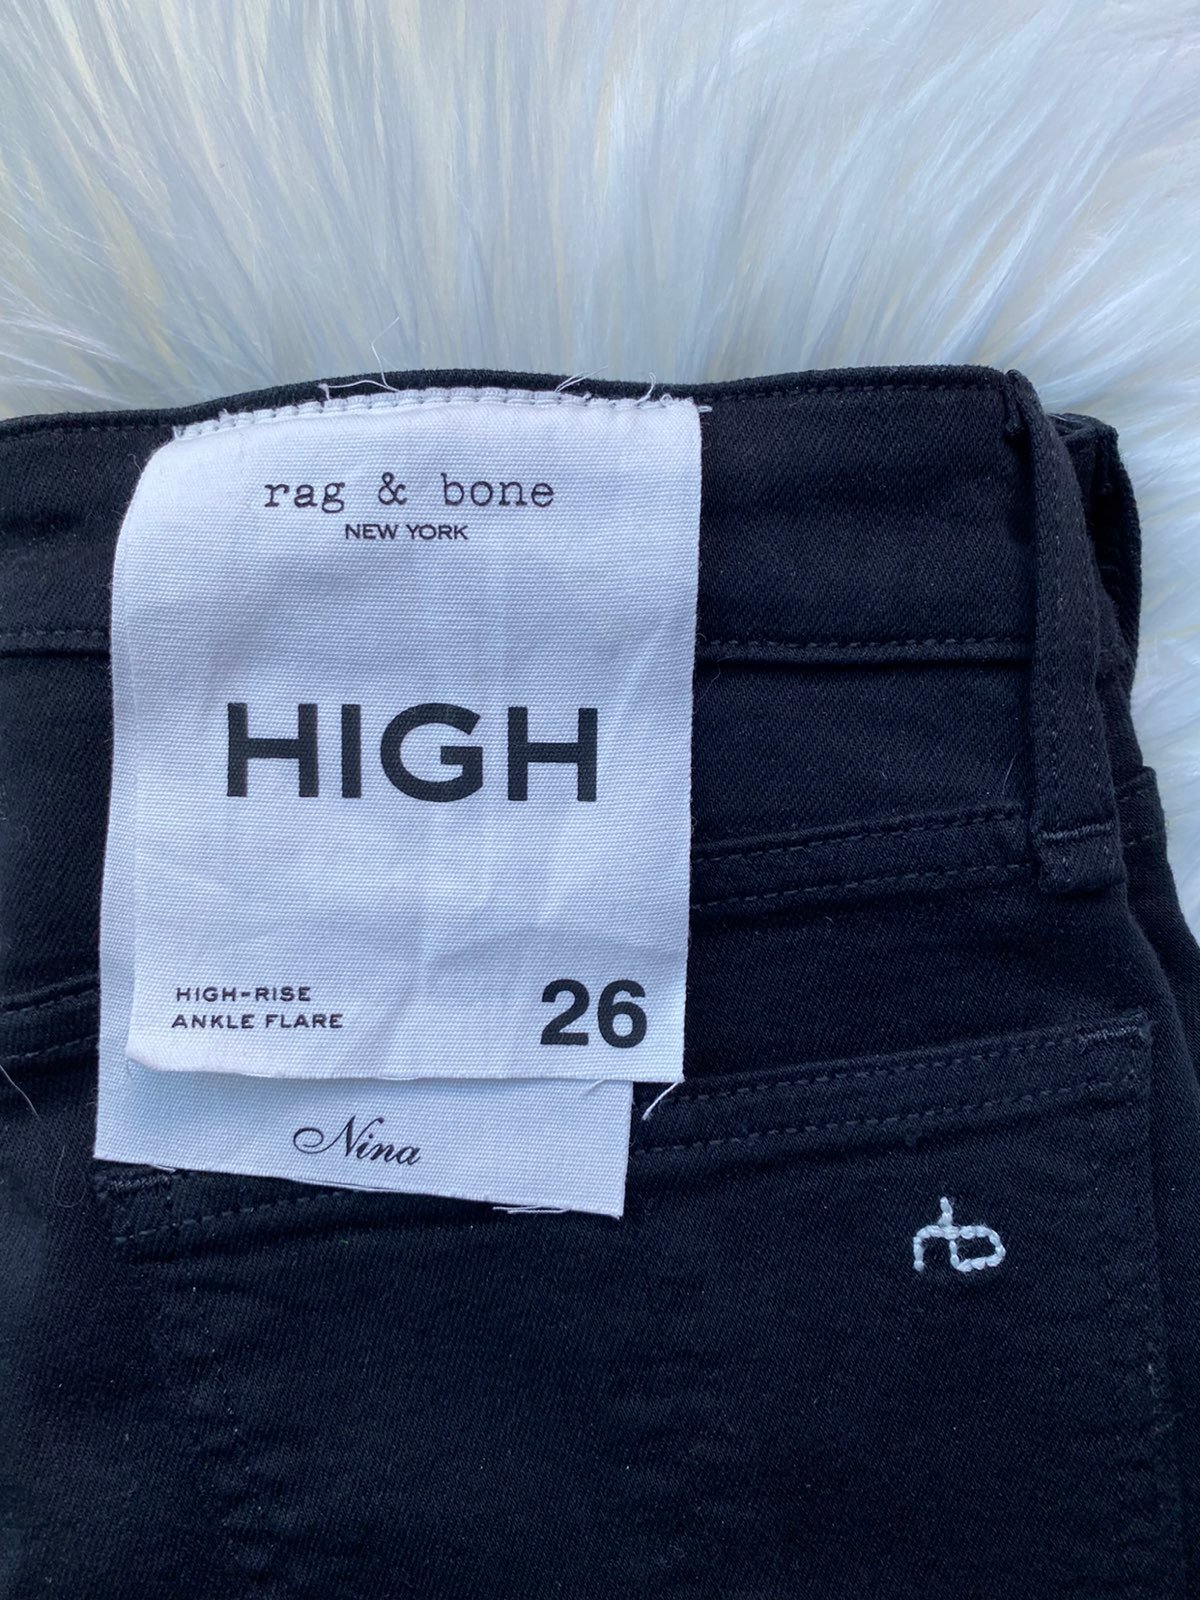 rag & bone
NEW YORK
HIGH
HIGH-RISE
ANKLE FLARE
26
Nina
rb